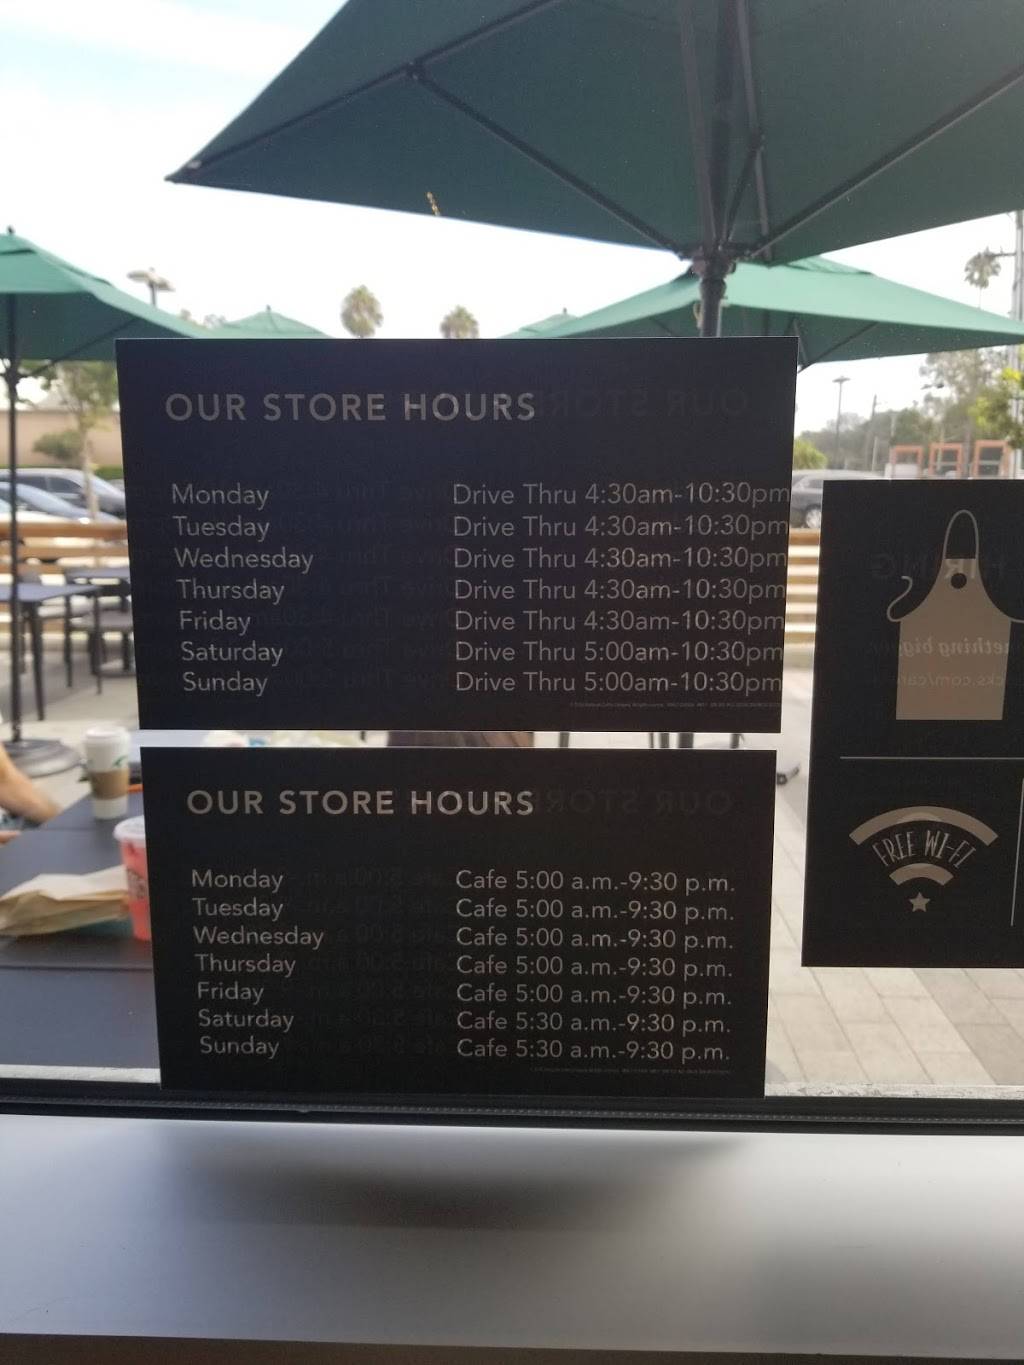 OUR STORE HOURS
Monday Drive Thru 4:30am-10:30pm
Tuesday Drive Thru 4:30am-10:30pm
Wednesday Drive Thru 4:30am-10:30pm
Thursday Drive Thru 4:30am-10:30pm
Friday Drive Thru 4:30am-10:30pm
Saturday Drive Thru 5:00am-10:30pm
Sunday Drive Thru 5:00am-10:30pm
OUR STORE HOURS
Monday Cafe 5:00 a.m.-9:30 p.m.
Tuesday Cafe 5:00 a.m.-9:30 p.m.
Wednesday Cafe 5:00 a.m.-9:30 p.m.
Thursday Cafe 5:00 a.m.-9:30 p.m.
Friday Cafe 5:00 a.m.-9:30 p.m.
Saturday Cafe 5:30 a.m.-9:30 p.m.
Sunday Cafe 5:30 a.m.-9:30 p.m.
FREE WI-FI